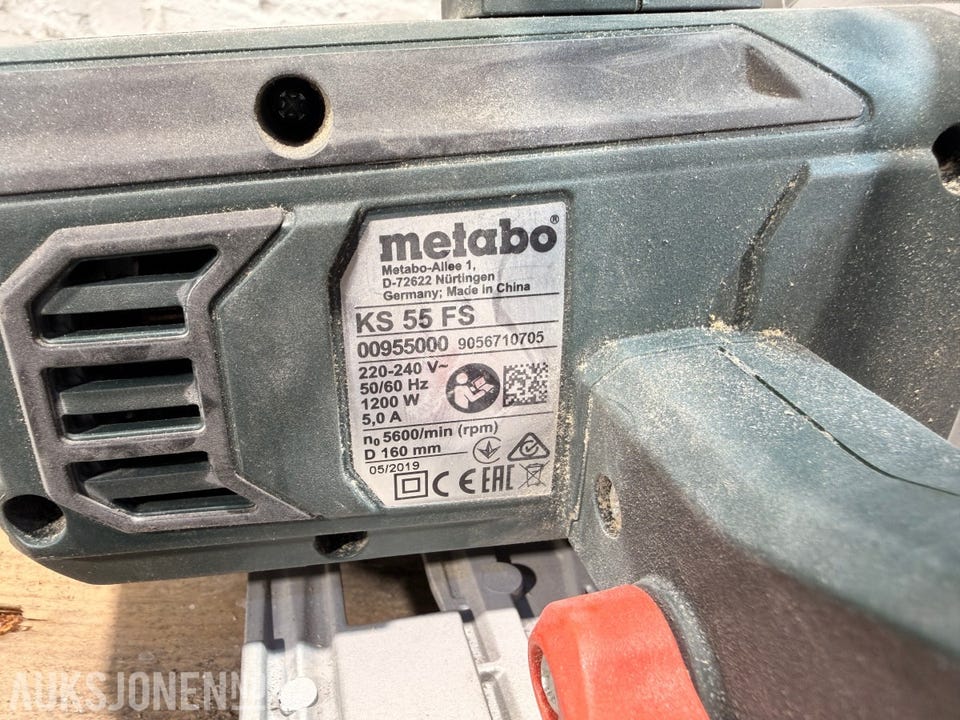 metabo®
Metabo-Allee 1,
D-72622 Nürtingen
Germany; Made in China
KS 55 FS
00955000 9056710705
220-240 V~
50/60 Hz
1200 W
5,0 A
n₀ 5600/min (rpm)
D 160 mm
05/2019
CE EAC
AUKSJONEN